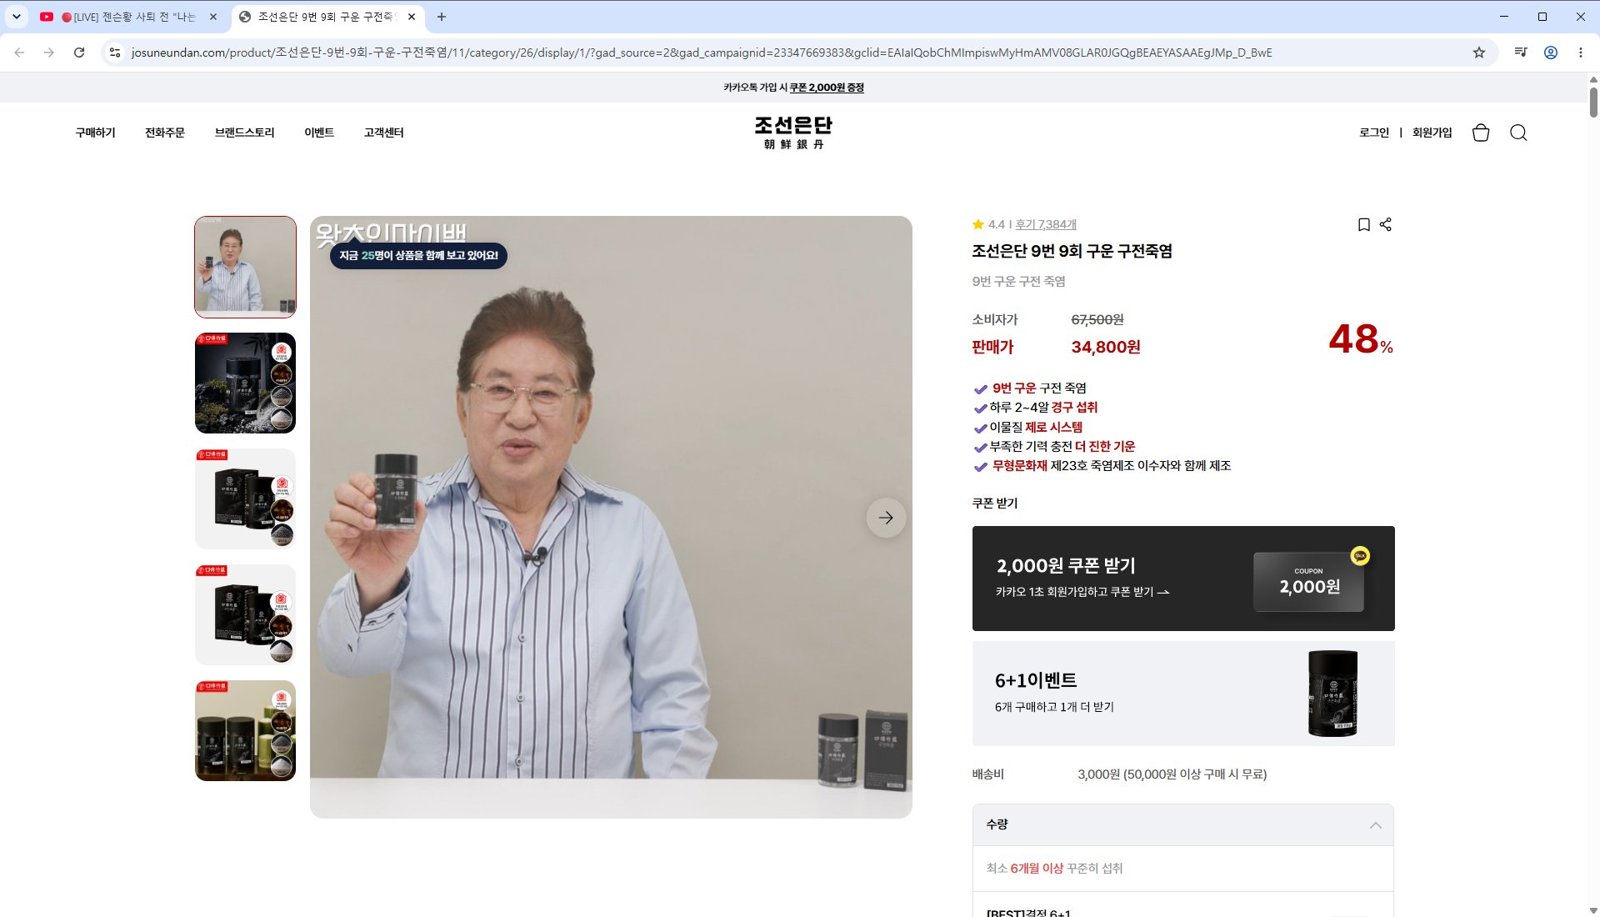 [LIVE] 젠슨황 사퇴 전 "나는
조선은단 9번 9회 구운 구전죽
josuneundan.com/product/조선은단-9번-9회-구운-구전죽염/11/category/26/display/1/?gad_source=2&gad_campaignid=23347669383&gclid=EAIaIQobChMImpiswMyHmAMV08GLAR0JGQgBEAEYASAAEgJMp_D_BwE
카카오톡 가입 시 쿠폰 2,000원 증정
구매하기 전화주문 브랜드스토리 이벤트 고객센터
조선은단
朝鮮銀丹
로그인 | 회원가입
왓츠인마이백
지금 25명이 상품을 함께 보고 있어요!
4.4 | 후기 7,384개
조선은단 9번 9회 구운 구전죽염
9번 구운 구전 죽염
소비자가 67,500원
판매가 34,800원
48%
9번 구운 구전 죽염
하루 2~4알 경구 섭취
이물질 제로 시스템
부족한 기력 충전 더 진한 기운
무형문화재 제23호 죽염제조 이수자와 함께 제조
쿠폰 받기
2,000원 쿠폰 받기
카카오 1초 회원가입하고 쿠폰 받기
COUPON
2,000원
6+1이벤트
6개 구매하고 1개 더 받기
배송비 3,000원 (50,000원 이상 구매 시 무료)
수량
최소 6개월 이상 꾸준히 섭취
[BEST]결정 6+1